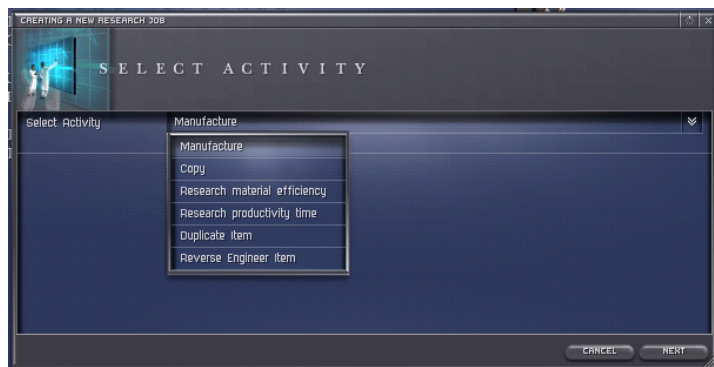 CREATING A NEW RESEARCH JOB
SELECT ACTIVITY
Select Activity Manufacture
Manufacture
Copy
Research material efficiency
Research productivity time
Duplicate Item
Reverse Engineer Item
CANCEL NEXT